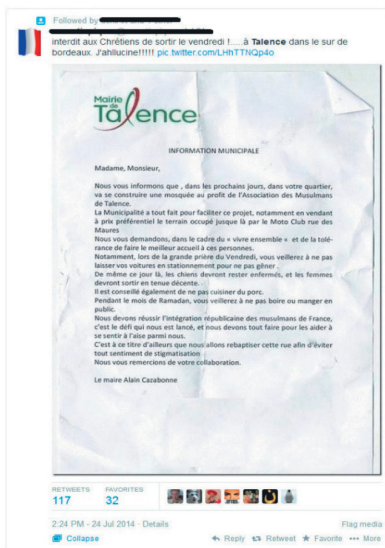 Followed by
interdit aux Chrétiens de sortir le vendredi !.....à Talence dans le sur de
bordeaux. J'ahllucine!!!!! pic.twitter.com/LHhTTNQp4o
Mairie
de
Talence
INFORMATION MUNICIPALE
Madame, Monsieur,
Nous vous informons que , dans les prochains jours, dans votre quartier,
va se construire une mosquée au profit de l'Association des Musulmans
de Talence.
La Municipalité a tout fait pour faciliter ce projet, notamment en vendant
à prix préférentiel le terrain occupé jusque là par le Moto Club rue des
Maures
Nous vous demandons, dans le cadre du « vivre ensemble » et de la tolé-
rance de faire le meilleur accueil à ces personnes.
Notamment, lors de la grande prière du Vendredi, vous veillerez à ne pas
laisser vos voitures en stationnement pour ne pas gêner .
De même ce jour là, les chiens devront rester enfermés, et les femmes
devront sortir en tenue décente.
Il est conseillé également de ne pas cuisiner du porc.
Pendant le mois de Ramadan, vous veillerez à ne pas boire ou manger en
public.
Nous devons réussir l'intégration républicaine des musulmans de France,
c'est le défi qui nous est lancé, et nous devons tout faire pour les aider à
se sentir à l'aise parmi nous.
C'est à ce titre d'ailleurs que nous allons rebaptiser cette rue afin d'éviter
tout sentiment de stigmatisation
Nous vous remercions de votre collaboration.
Le maire Alain Cazabonne
RETWEETS FAVORITES
117 32
2:24 PM - 24 Jul 2014 · Details Flag media
Collapse Reply Retweet Favorite More